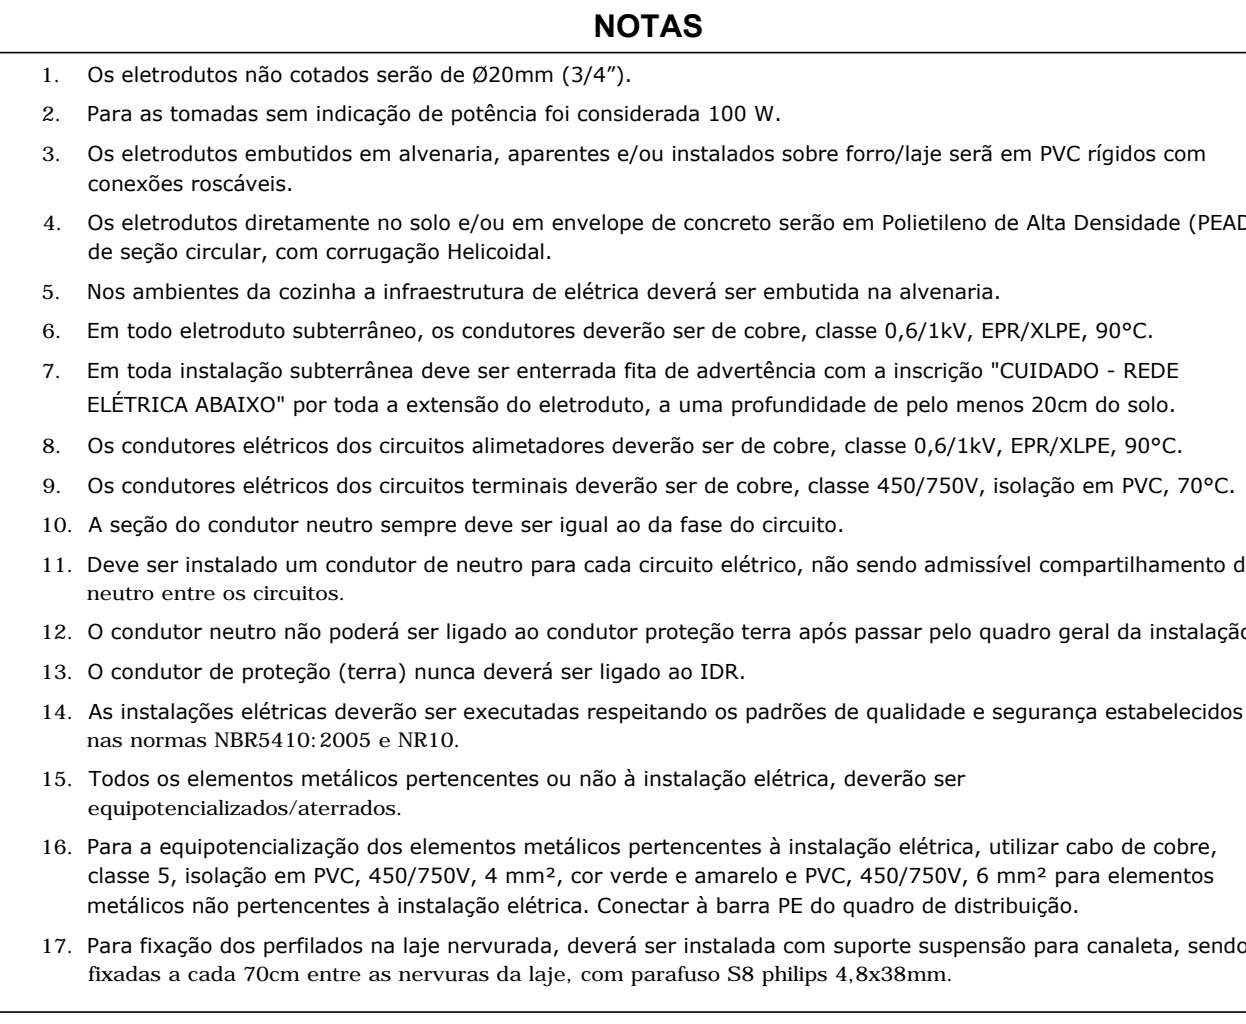 NOTAS
1. Os eletrodutos não cotados serão de Ø20mm (3/4”).
2. Para as tomadas sem indicação de potência foi considerada 100 W.
3. Os eletrodutos embutidos em alvenaria, aparentes e/ou instalados sobre forro/laje serã em PVC rígidos com
conexões roscáveis.
4. Os eletrodutos diretamente no solo e/ou em envelope de concreto serão em Polietileno de Alta Densidade (PEAD
de seção circular, com corrugação Helicoidal.
5. Nos ambientes da cozinha a infraestrutura de elétrica deverá ser embutida na alvenaria.
6. Em todo eletroduto subterrâneo, os condutores deverão ser de cobre, classe 0,6/1kV, EPR/XLPE, 90°C.
7. Em toda instalação subterrânea deve ser enterrada fita de advertência com a inscrição "CUIDADO - REDE
ELÉTRICA ABAIXO" por toda a extensão do eletroduto, a uma profundidade de pelo menos 20cm do solo.
8. Os condutores elétricos dos circuitos alimetadores deverão ser de cobre, classe 0,6/1kV, EPR/XLPE, 90°C.
9. Os condutores elétricos dos circuitos terminais deverão ser de cobre, classe 450/750V, isolação em PVC, 70°C.
10. A seção do condutor neutro sempre deve ser igual ao da fase do circuito.
11. Deve ser instalado um condutor de neutro para cada circuito elétrico, não sendo admissível compartilhamento d
neutro entre os circuitos.
12. O condutor neutro não poderá ser ligado ao condutor proteção terra após passar pelo quadro geral da instalação
13. O condutor de proteção (terra) nunca deverá ser ligado ao IDR.
14. As instalações elétricas deverão ser executadas respeitando os padrões de qualidade e segurança estabelecidos
nas normas NBR5410:2005 e NR10.
15. Todos os elementos metálicos pertencentes ou não à instalação elétrica, deverão ser
equipotencializados/aterrados.
16. Para a equipotencialização dos elementos metálicos pertencentes à instalação elétrica, utilizar cabo de cobre,
classe 5, isolação em PVC, 450/750V, 4 mm², cor verde e amarelo e PVC, 450/750V, 6 mm² para elementos
metálicos não pertencentes à instalação elétrica. Conectar à barra PE do quadro de distribuição.
17. Para fixação dos perfilados na laje nervurada, deverá ser instalada com suporte suspensão para canaleta, sendo
fixadas a cada 70cm entre as nervuras da laje, com parafuso S8 philips 4,8x38mm.